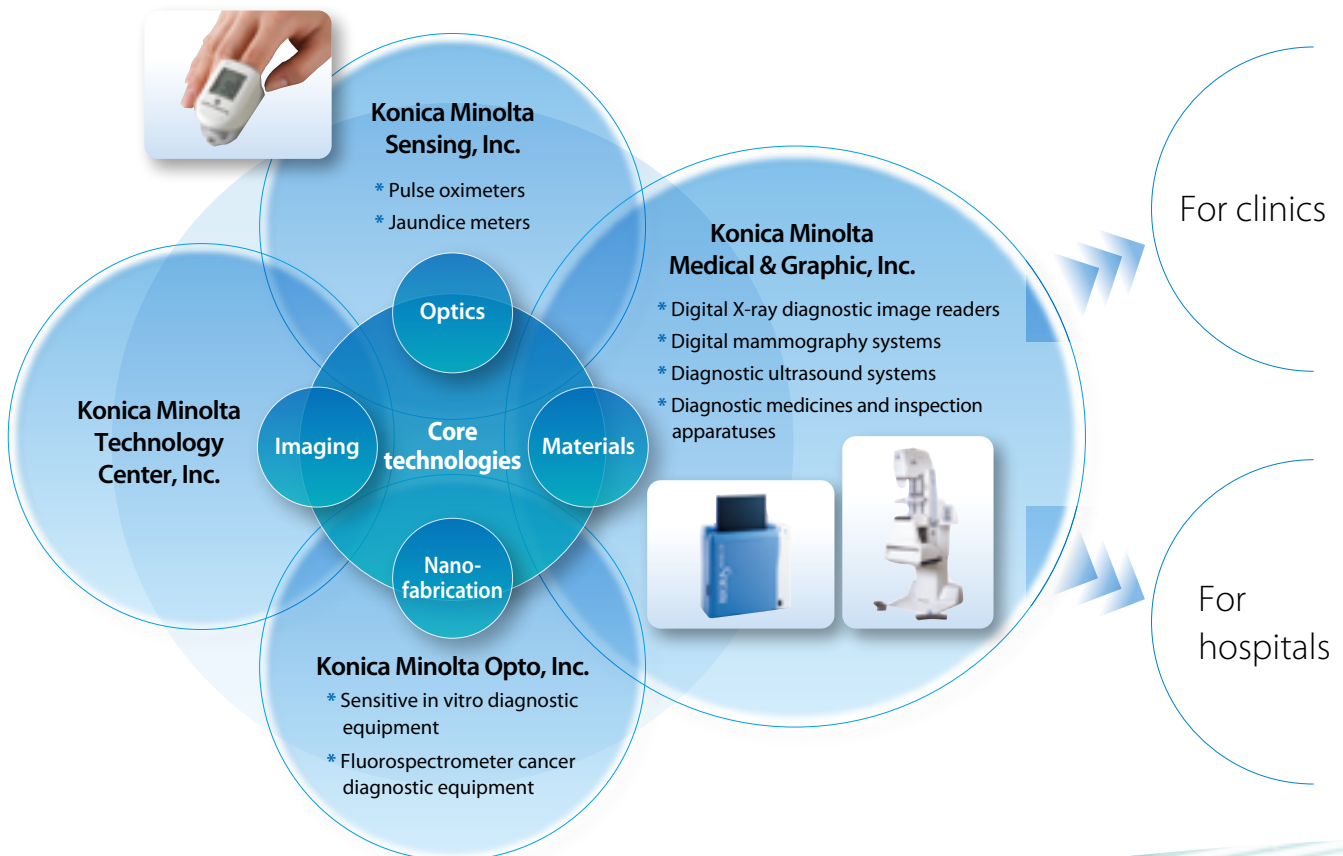 Konica Minolta
Sensing, Inc.
* Pulse oximeters
* Jaundice meters
Konica Minolta
Medical & Graphic, Inc.
* Digital X-ray diagnostic image readers
* Digital mammography systems
* Diagnostic ultrasound systems
* Diagnostic medicines and inspection
apparatuses
Konica Minolta
Technology
Center, Inc.
Optics
Imaging
Core
technologies
Materials
Nano-
fabrication
Konica Minolta Opto, Inc.
* Sensitive in vitro diagnostic
equipment
* Fluorospectrometer cancer
diagnostic equipment
For clinics
For
hospitals